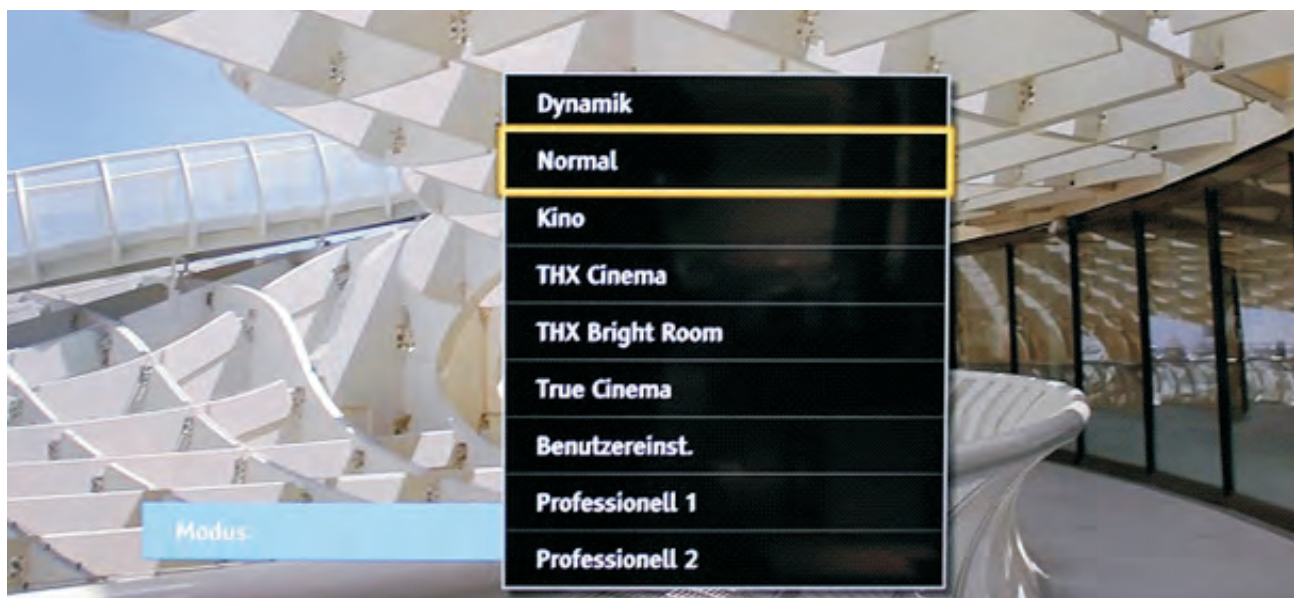 Dynamik
Normal
Kino
THX Cinema
THX Bright Room
True Cinema
Benutzereinst.
Professionell 1
Professionell 2
Modus